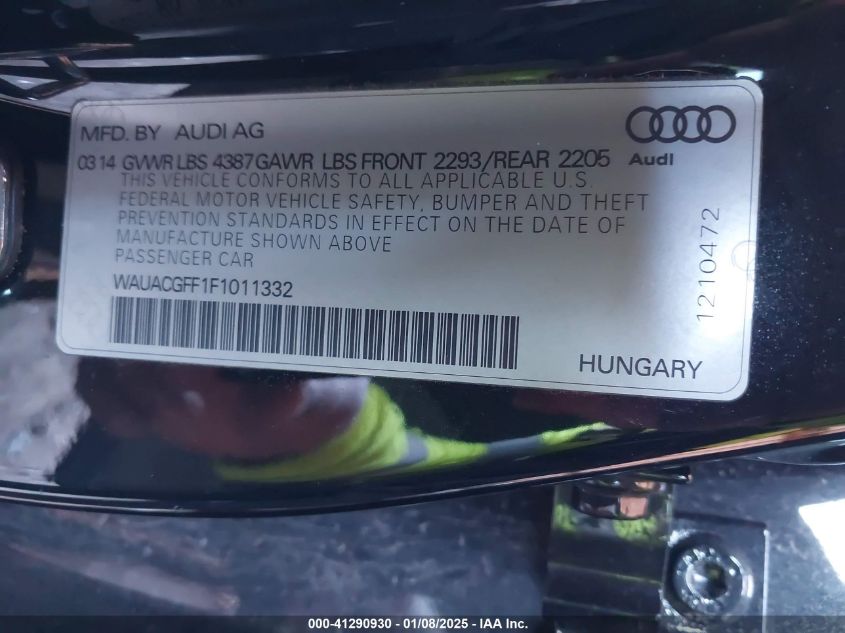 MFD. BY AUDI AG
0314 GVWR LBS 4387 GAWR LBS FRONT 2293/REAR 2205
Audi
THIS VEHICLE CONFORMS TO ALL APPLICABLE U.S.
FEDERAL MOTOR VEHICLE SAFETY, BUMPER AND THEFT
PREVENTION STANDARDS IN EFFECT ON THE DATE OF
MANUFACTURE SHOWN ABOVE
PASSENGER CAR
WAUACGFF1F1011332
1210472
HUNGARY
000-41290930 - 01/08/2025 - IAA Inc.